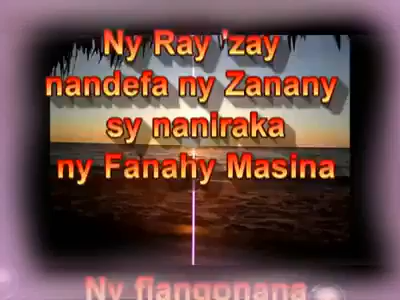 Ny Ray 'zay
nandefa ny Zanany
sy naniraka
ny Fanahy Masina
Ny fiangonana